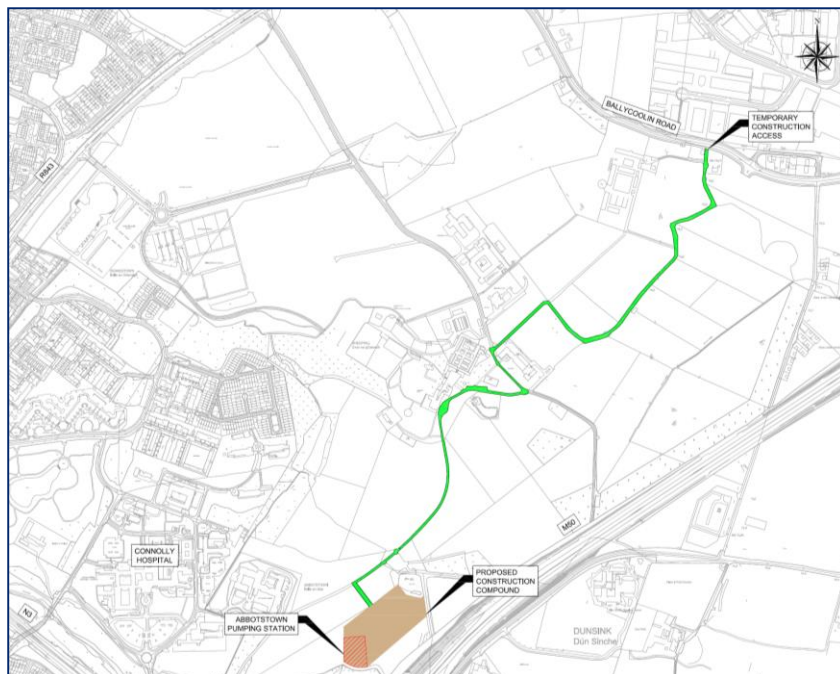 N
BALLYCOOLIN ROAD
TEMPORARY
CONSTRUCTION
ACCESS
R843
M50
CONNOLLY
HOSPITAL
PROPOSED
CONSTRUCTION
COMPOUND
ABBOTSTOWN
PUMPING STATION
N3
DUNSINK
Dún Sinche